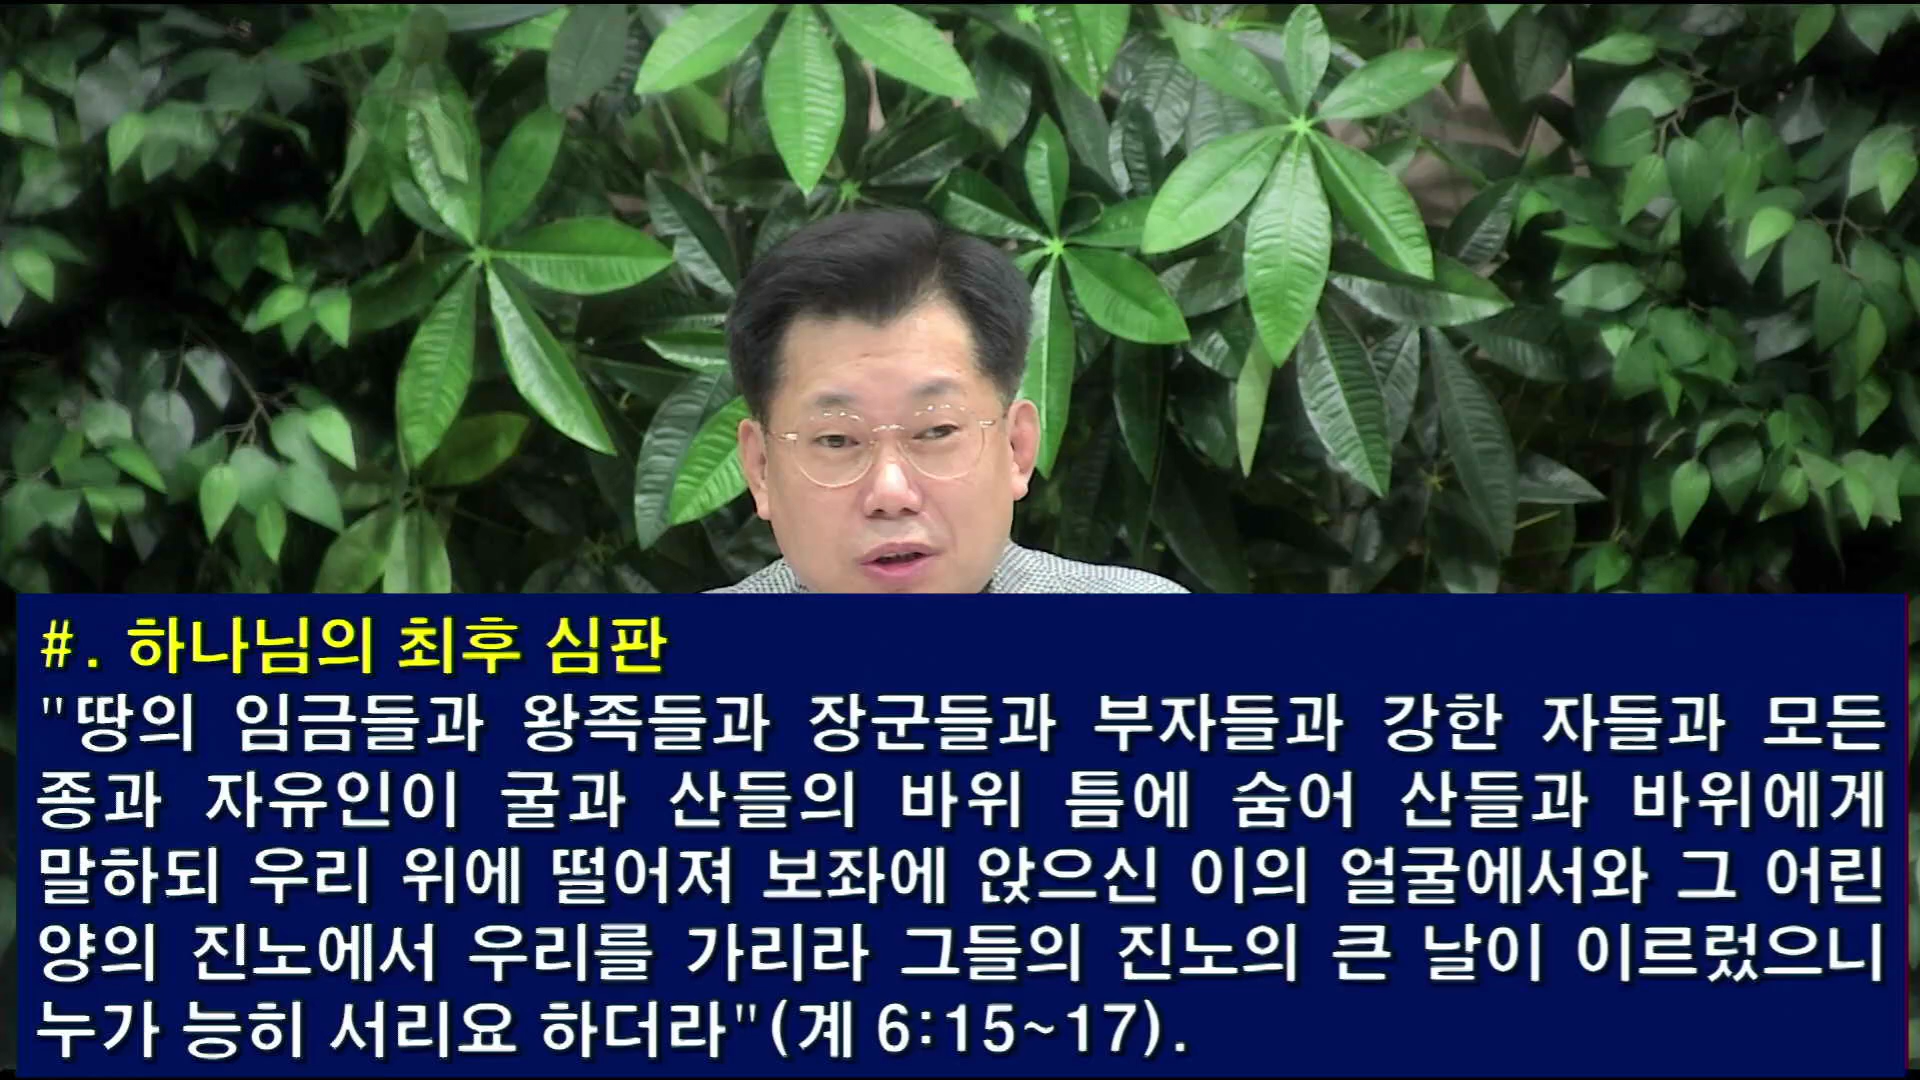 #. 하나님의 최후 심판
"땅의 임금들과 왕족들과 장군들과 부자들과 강한 자들과 모든
종과 자유인이 굴과 산들의 바위 틈에 숨어 산들과 바위에게
말하되 우리 위에 떨어져 보좌에 앉으신 이의 얼굴에서와 그 어린
양의 진노에서 우리를 가리라 그들의 진노의 큰 날이 이르렀으니
누가 능히 서리요 하더라"(계 6:15~17).